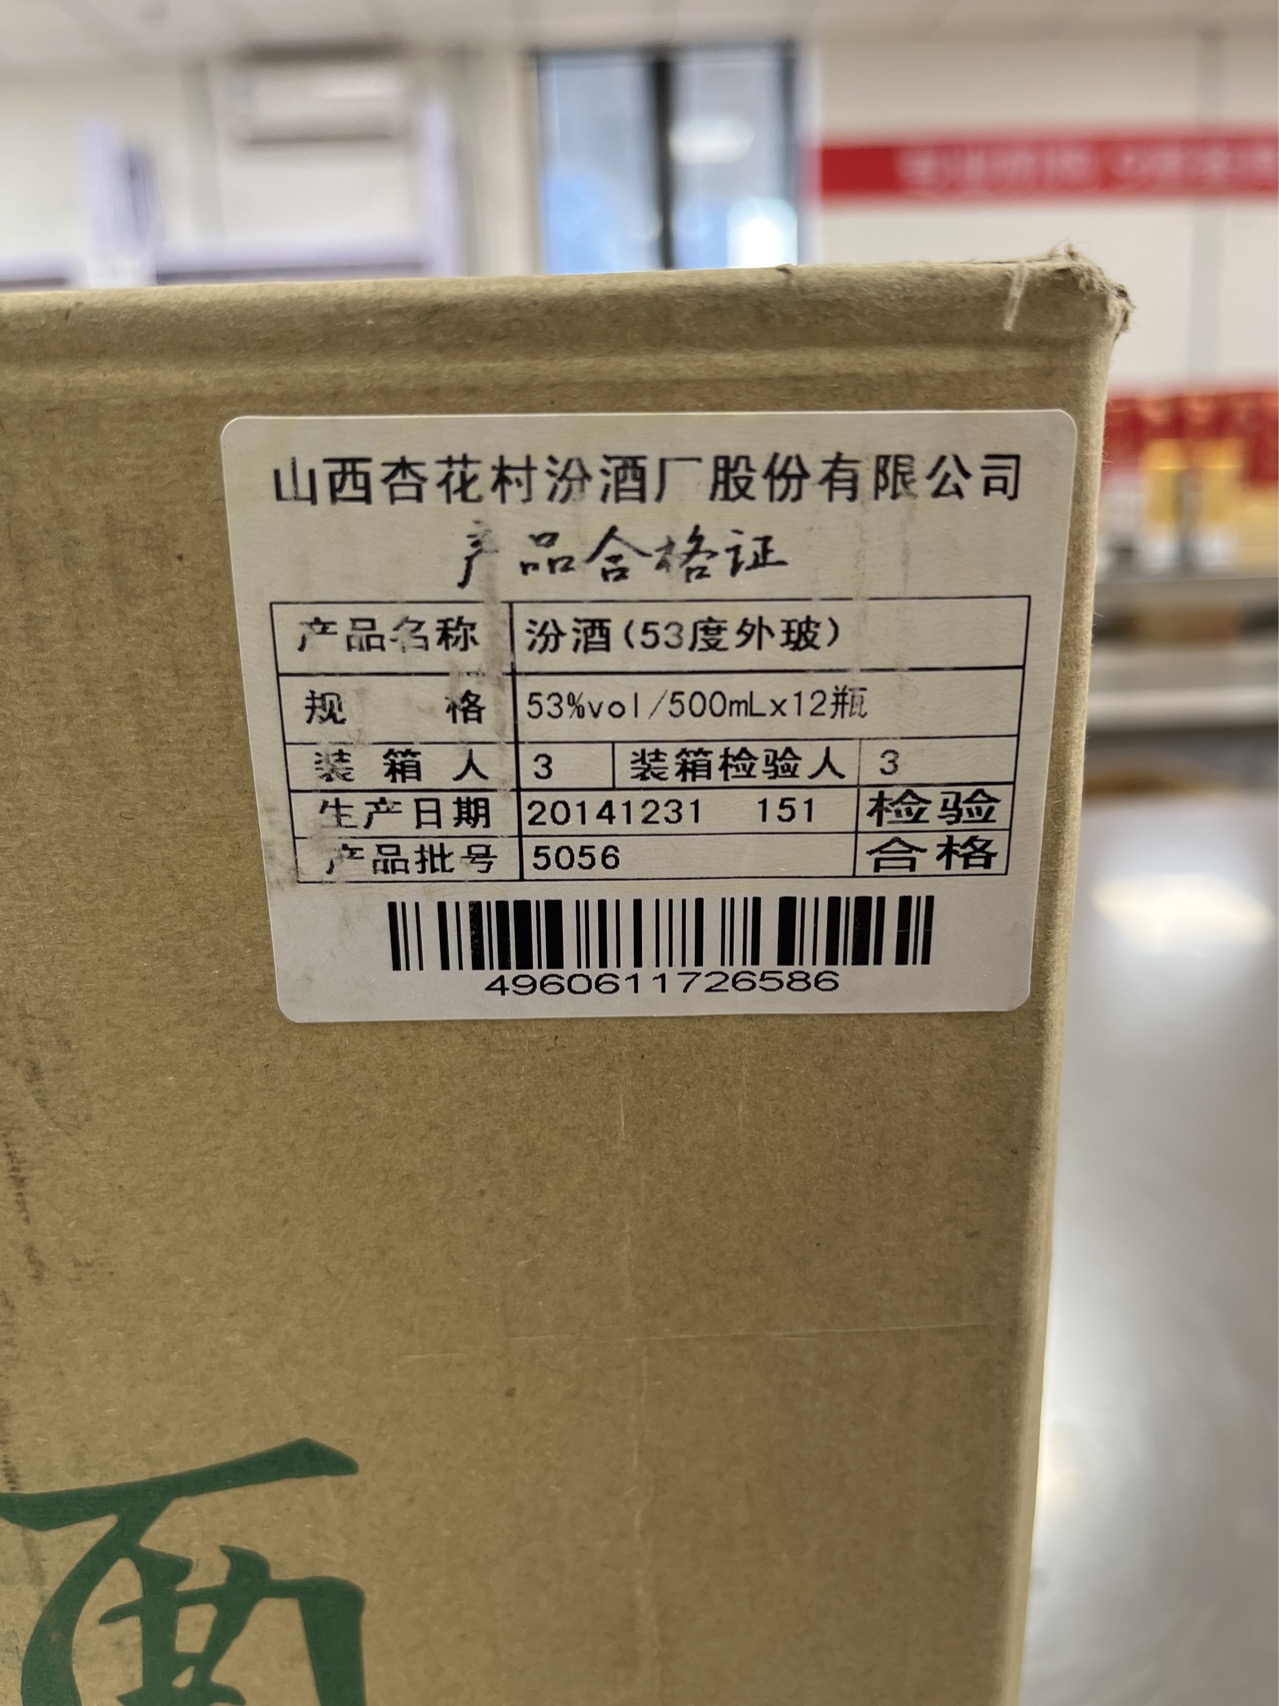 山西杏花村汾酒厂股份有限公司
产品合格证
产品名称 汾酒(53度外玻)
规 格 53%vol/500mLx12瓶
装 箱 人 3 装箱检验人 3
生产日期 20141231 151 检验
产品批号 5056 合格
4960611726586
西